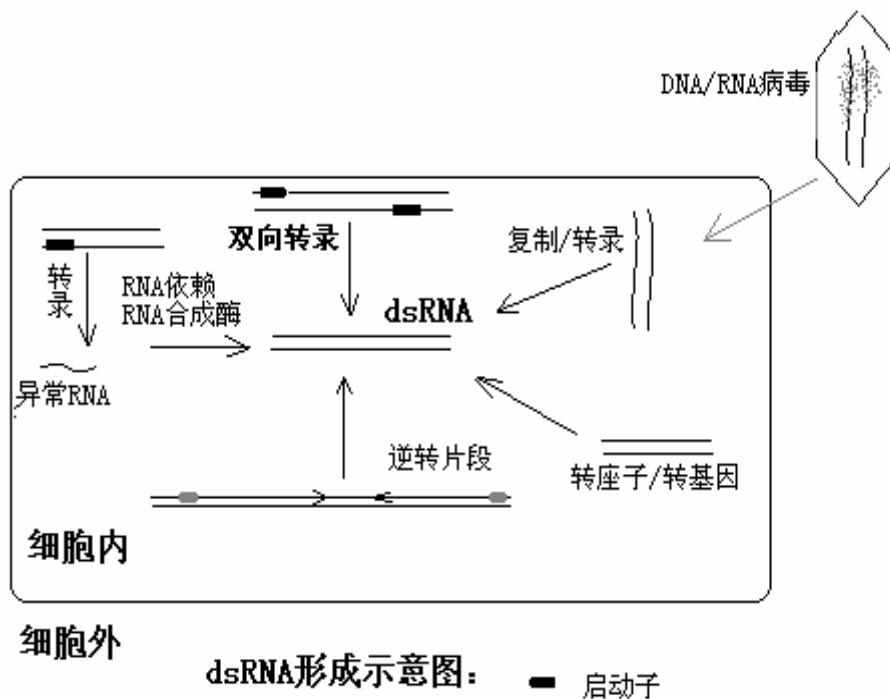 DNA/RNA病毒
双向转录
复制/转录
转录
RNA依赖
RNA合成酶
dsRNA
异常RNA
逆转片段
转座子/转基因
细胞内
细胞外
dsRNA形成示意图：
启动子